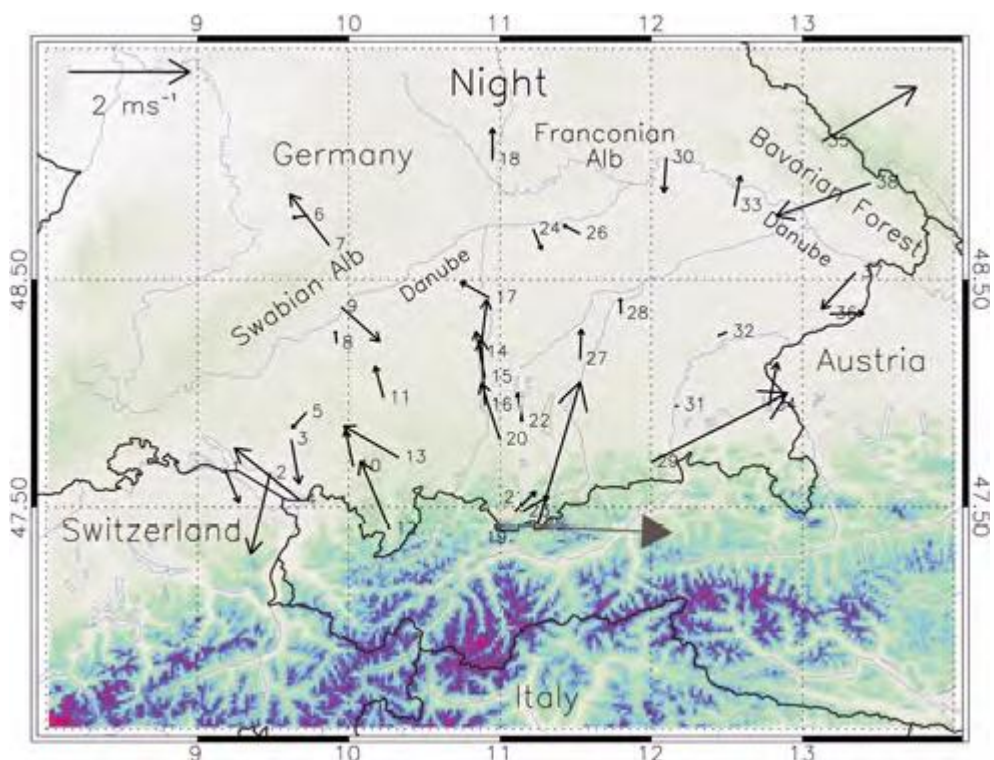 9 10 11 12 13
2 ms⁻¹
Night
Germany
Franconian
Alb
Bavarian Forest
18
30
35
38
33
6
7
24
26
Danube
Swabian Alb
Danube
48.50
48.50
17
9
8
28
36
32
Austria
14
27
15
11
16
31
5
22
20
3
13
29
2
47.50
47.50
Switzerland
19
Italy
9 10 11 12 13